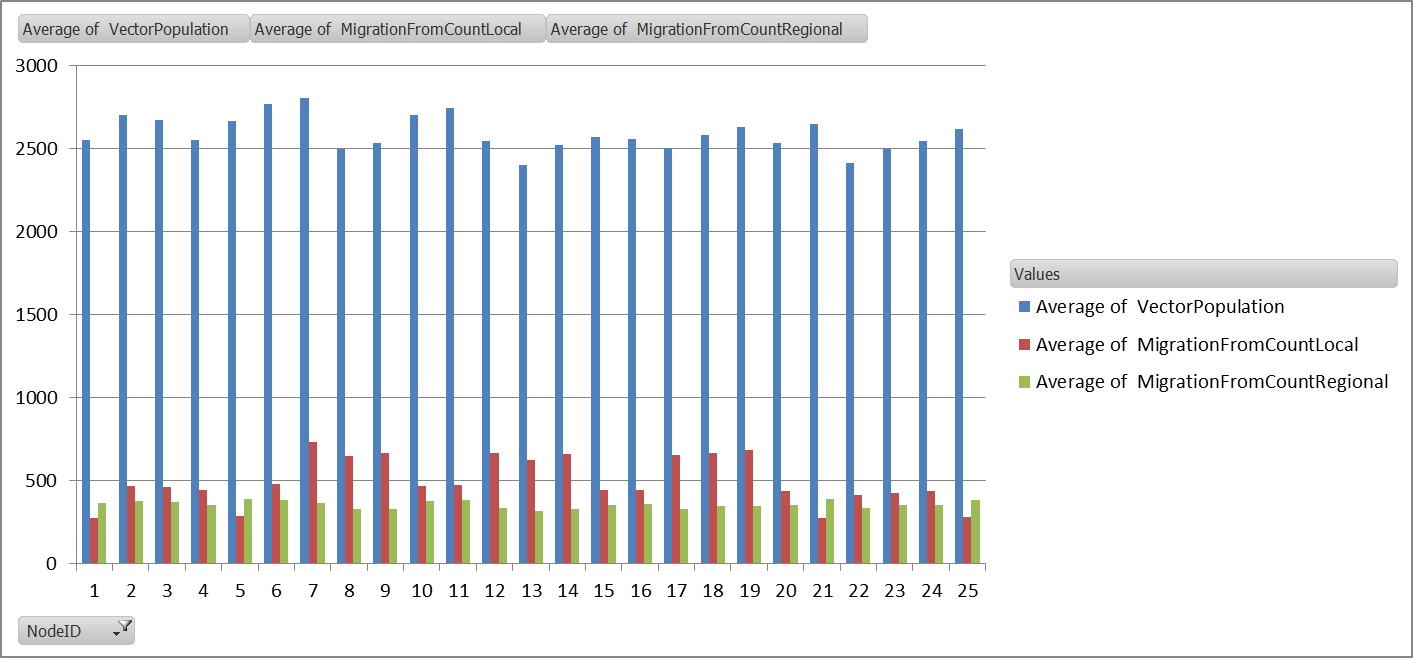 Average of  VectorPopulation
Average of  MigrationFromCountLocal
Average of  MigrationFromCountRegional
3000
2500
2000
1500
1000
500
0
1 2 3 4 5 6 7 8 9 10 11 12 13 14 15 16 17 18 19 20 21 22 23 24 25
NodeID
Values
Average of  VectorPopulation
Average of  MigrationFromCountLocal
Average of  MigrationFromCountRegional